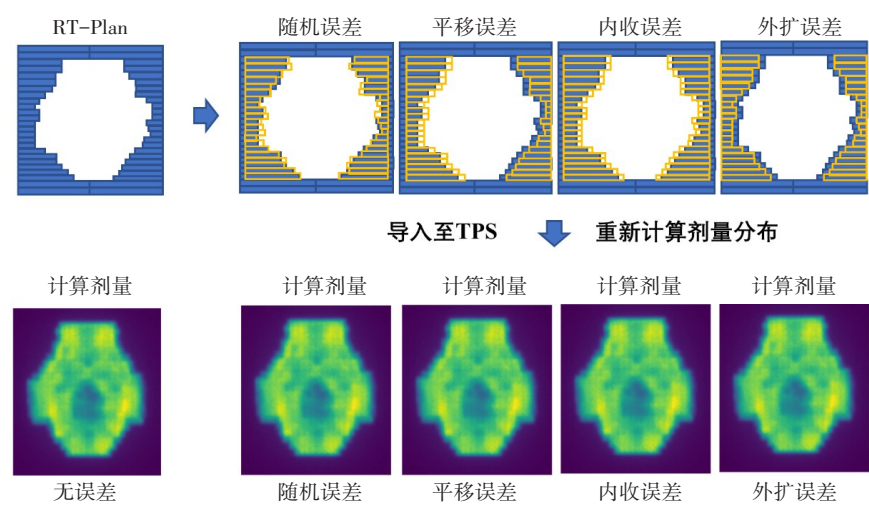 RT-Plan 随机误差 平移误差 内收误差 外扩误差
导入至TPS 重新计算剂量分布
计算剂量 计算剂量 计算剂量 计算剂量 计算剂量
无误差 随机误差 平移误差 内收误差 外扩误差